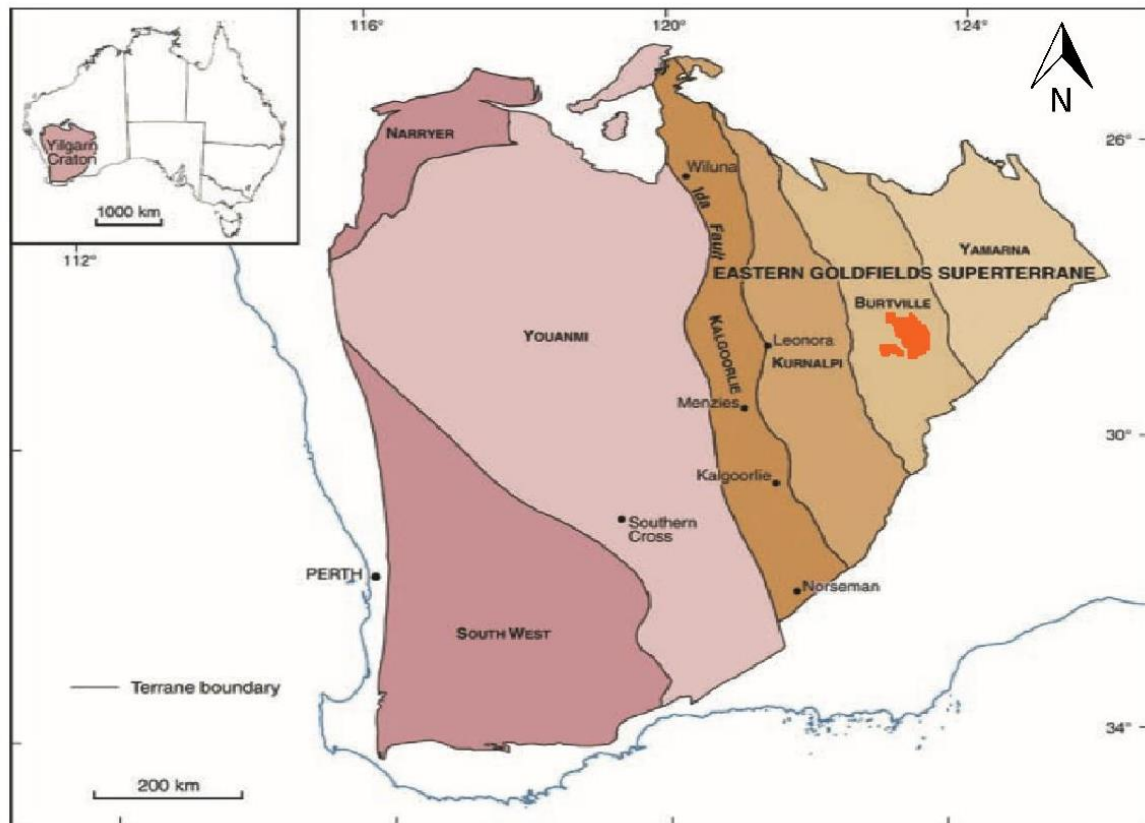 116°
120°
124°
N
Yilgarn
Craton
1000 km
NARRYER
26°
Wiluna
Ida Fault
112°
YAMARNA
EASTERN GOLDFIELDS SUPERTERRANE
BURTVILLE
YOUANMI
KALGOORLIE
Leonora
KURNALPI
Menzies
30°
Kalgoorlie
Southern
Cross
PERTH
Norseman
SOUTH WEST
Terrane boundary
34°
200 km